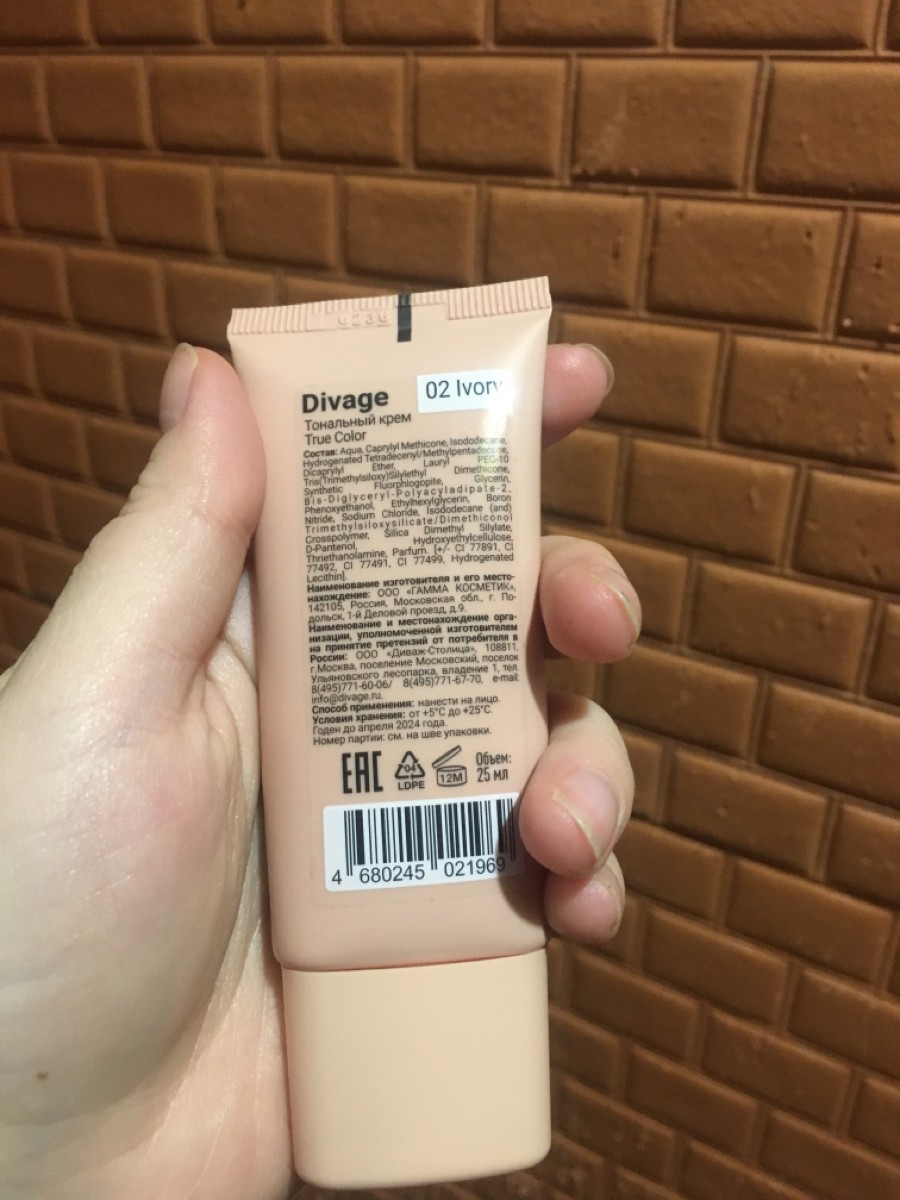 Divage
02 Ivory
Тональный крем
True Color
Состав: Aqua, Caprylyl Methicone, Isododecane,
Hydrogenated Tetradecenyl/Methylpentadecene,
Dicaprylyl Ether, Lauryl PEG-10
Tris(Trimethylsiloxy)Silylethyl Dimethicone,
Synthetic Fluorphlogopite, Glycerin,
Bis-Diglyceryl-Polyacyladipate-2,
Phenoxyethanol, Ethylhexylglycerin, Boron
Nitride, Sodium Chloride, Isododecane (and)
Trimethylsiloxysilicate/Dimethiconol
Crosspolymer, Silica Dimethyl Silylate,
D-Pantenol, Hydroxyethylcellulose,
Thriethanolamine, Parfum. [+/- CI 77891, CI
77492, CI 77491, CI 77499, Hydrogenated
Lecithin].
Наименование изготовителя и его место-
нахождение: ООО «ГАММА КОСМЕТИК»,
142105, Россия, Московская обл., г. По-
дольск, 1-й Деловой проезд, д.9.
Наименование и местонахождение орга-
низации, уполномоченной изготовителем
на принятие претензий от потребителя в
России: ООО «Диваж-Столица», 108811,
г.Москва, поселение Московский, поселок
Ульяновского лесопарка, владение 1, тел.
8(495)771-60-06/ 8(495)771-67-70, e-mail:
info@divage.ru.
Способ применения: нанести на лицо.
Условия хранения: от +5°C до +25°C.
Годен до апреля 2024 года.
Номер партии: см. на шве упаковки.
EAC
04
LDPE
12M
Объем:
25 мл
4 680245 021969